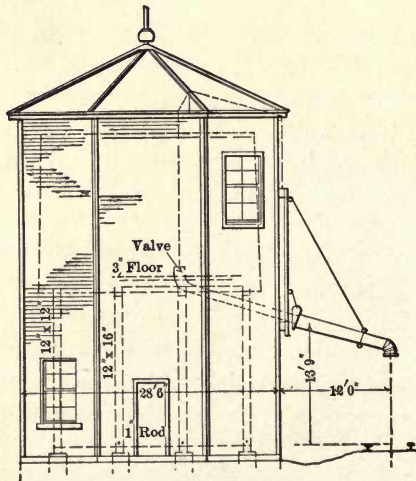 Valve
3" Floor
12" x 12"
12" x 16"
28'6"
1" Rod
13'9"
12'0"